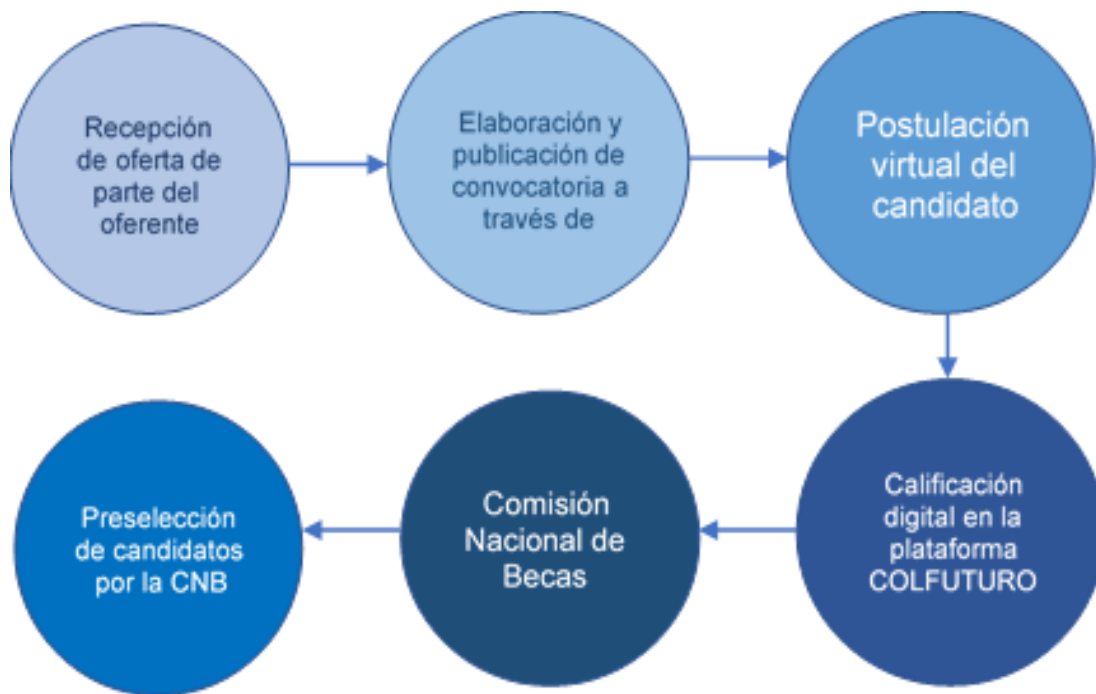 Recepción
de oferta de
parte del
oferente
Elaboración y
publicación de
convocatoria a
través de
Postulación
virtual del
candidato
Calificación
digital en la
plataforma
COLFUTURO
Comisión
Nacional de
Becas
Preselección
de candidatos
por la CNB